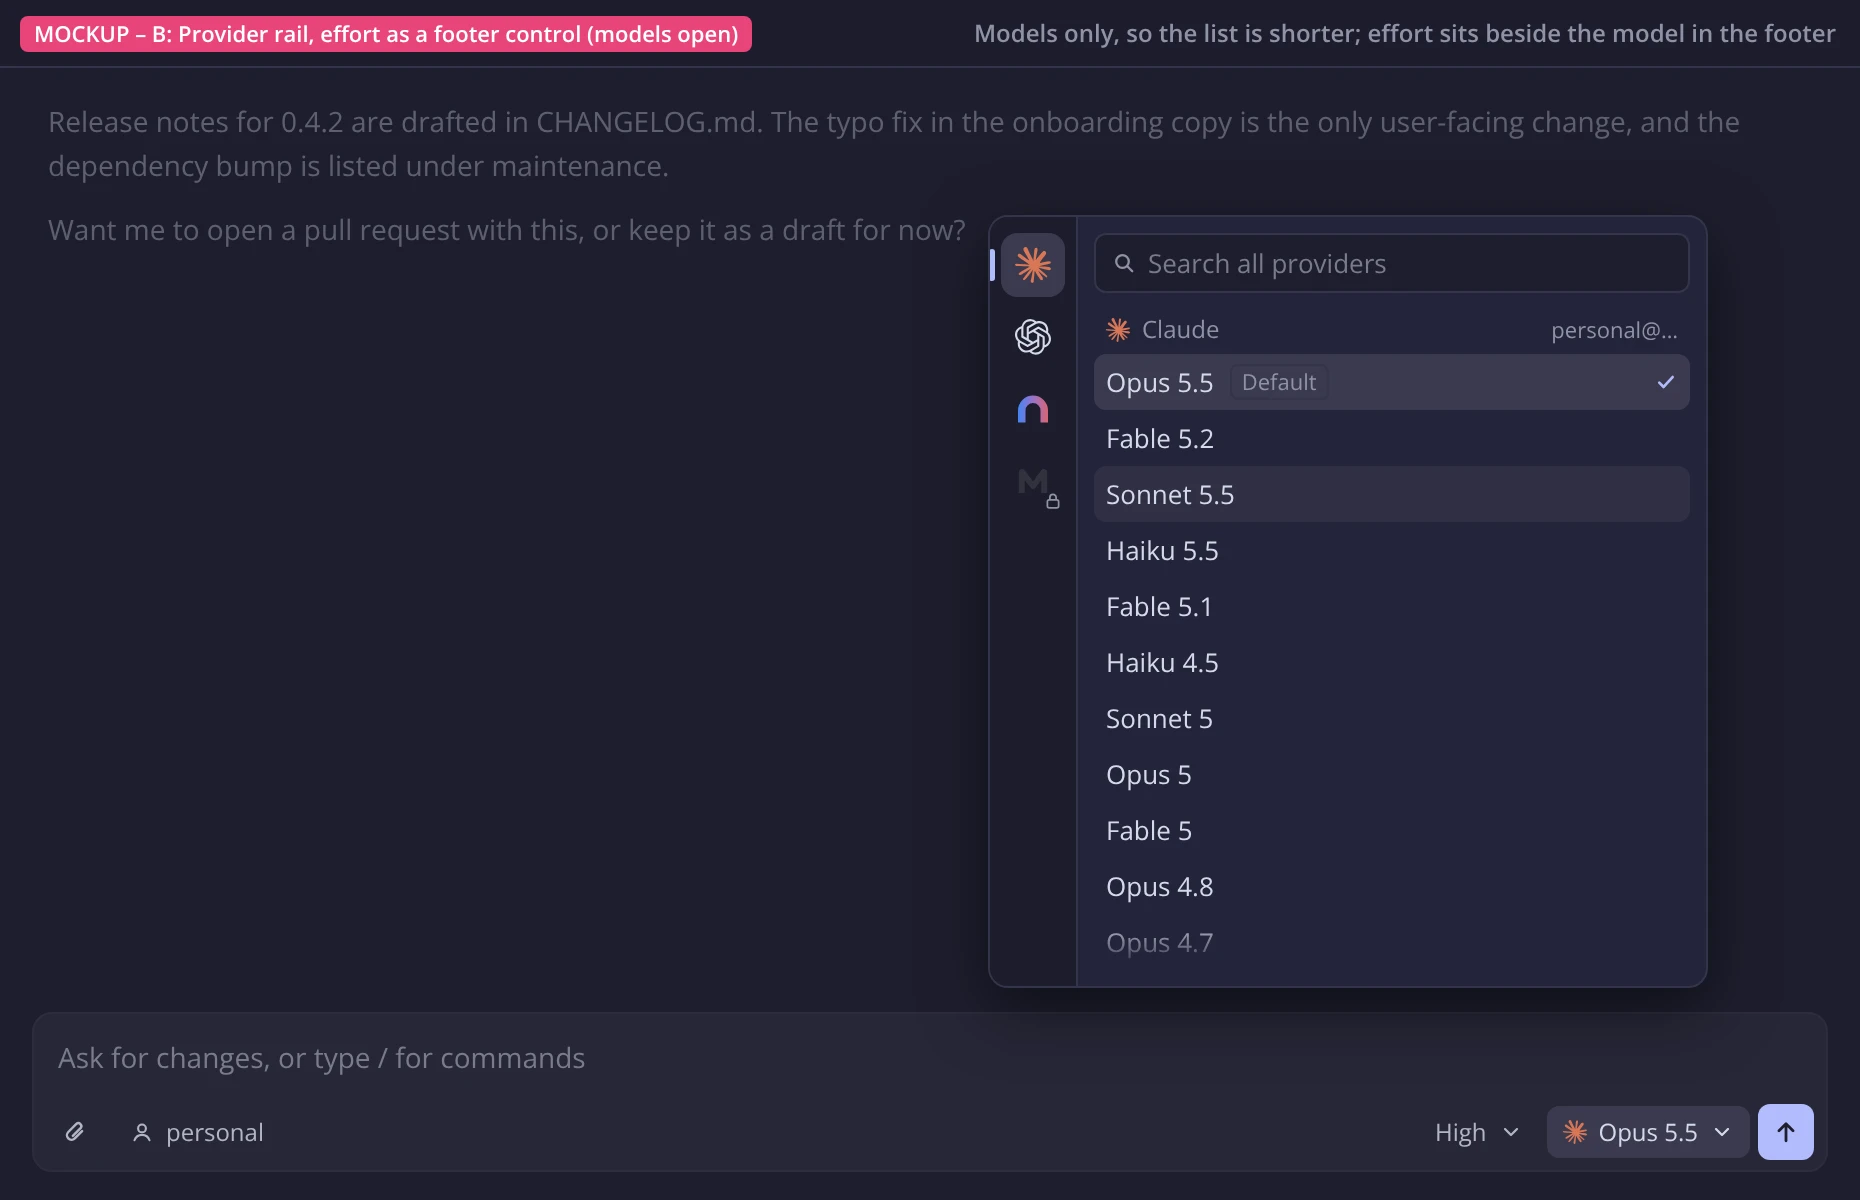 MOCKUP – B: Provider rail, effort as a footer control (models open)
Models only, so the list is shorter; effort sits beside the model in the footer
Release notes for 0.4.2 are drafted in CHANGELOG.md. The typo fix in the onboarding copy is the only user-facing change, and the
dependency bump is listed under maintenance.
Want me to open a pull request with this, or keep it as a draft for now?
Search all providers
Claude
personal@...
Opus 5.5 Default
Fable 5.2
Sonnet 5.5
Haiku 5.5
Fable 5.1
Haiku 4.5
Sonnet 5
Opus 5
Fable 5
Opus 4.8
Opus 4.7
Ask for changes, or type / for commands
personal
High
Opus 5.5